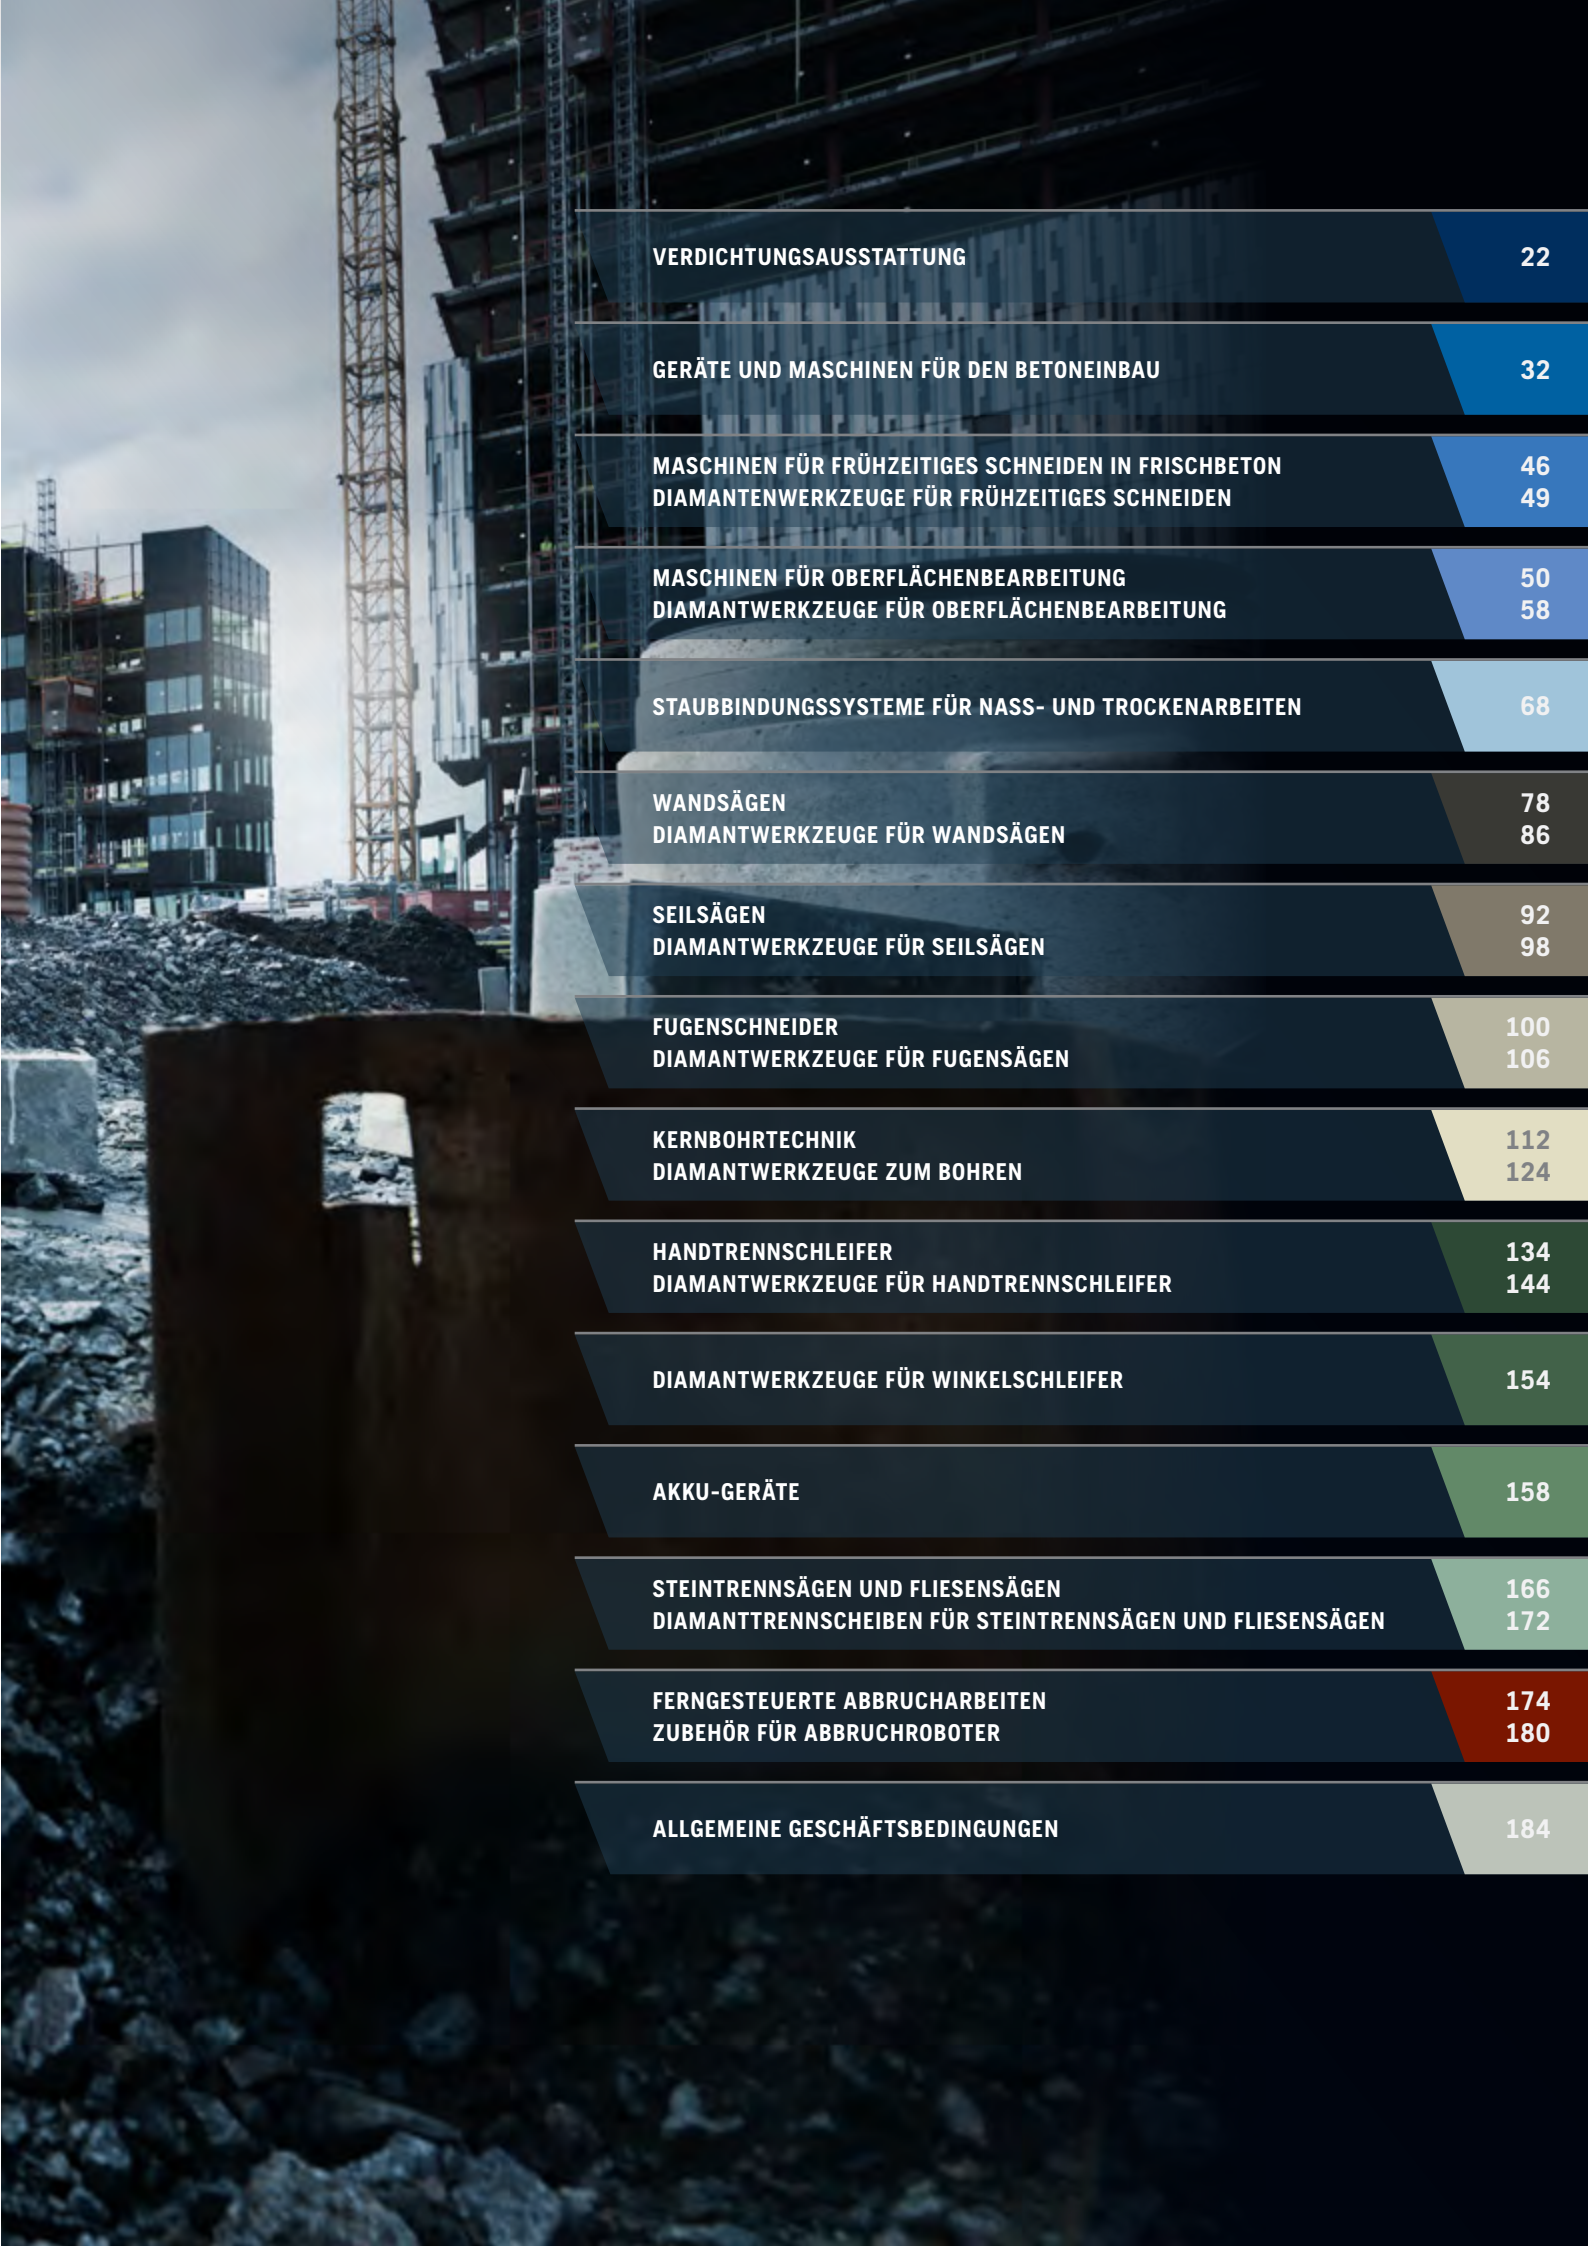 VERDICHTUNGSAUSSTATTUNG 22
GERÄTE UND MASCHINEN FÜR DEN BETONEINBAU 32
MASCHINEN FÜR FRÜHZEITIGES SCHNEIDEN IN FRISCHBETON 46
DIAMANTENWERKZEUGE FÜR FRÜHZEITIGES SCHNEIDEN 49
MASCHINEN FÜR OBERFLÄCHENBEARBEITUNG 50
DIAMANTWERKZEUGE FÜR OBERFLÄCHENBEARBEITUNG 58
STAUBBINDUNGSSYSTEME FÜR NASS- UND TROCKENARBEITEN 68
WANDSÄGEN 78
DIAMANTWERKZEUGE FÜR WANDSÄGEN 86
SEILSÄGEN 92
DIAMANTWERKZEUGE FÜR SEILSÄGEN 98
FUGENSCHNEIDER 100
DIAMANTWERKZEUGE FÜR FUGENSÄGEN 106
KERNBOHRTECHNIK 112
DIAMANTWERKZEUGE ZUM BOHREN 124
HANDTRENNSCHLEIFER 134
DIAMANTWERKZEUGE FÜR HANDTRENNSCHLEIFER 144
DIAMANTWERKZEUGE FÜR WINKELSCHLEIFER 154
AKKU-GERÄTE 158
STEINTRENNSÄGEN UND FLIESENSÄGEN 166
DIAMANTTRENNSCHEIBEN FÜR STEINTRENNSÄGEN UND FLIESENSÄGEN 172
FERNGESTEUERTE ABBRUCHARBEITEN 174
ZUBEHÖR FÜR ABBRUCHROBOTER 180
ALLGEMEINE GESCHÄFTSBEDINGUNGEN 184